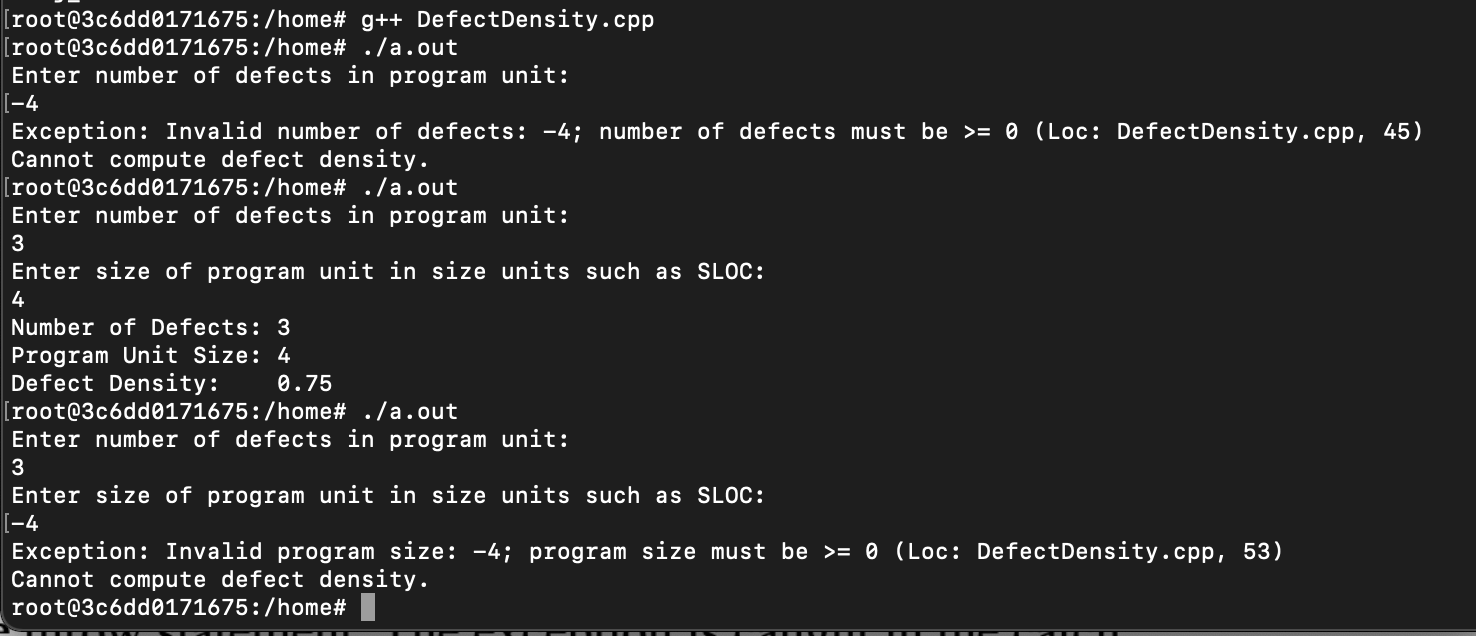 [root@3c6dd0171675:/home# g++ DefectDensity.cpp
[root@3c6dd0171675:/home# ./a.out
Enter number of defects in program unit:
[-4
Exception: Invalid number of defects: -4; number of defects must be >= 0 (Loc: DefectDensity.cpp, 45)
Cannot compute defect density.
[root@3c6dd0171675:/home# ./a.out
Enter number of defects in program unit:
3
Enter size of program unit in size units such as SLOC:
4
Number of Defects: 3
Program Unit Size: 4
Defect Density:    0.75
[root@3c6dd0171675:/home# ./a.out
Enter number of defects in program unit:
3
Enter size of program unit in size units such as SLOC:
[-4
Exception: Invalid program size: -4; program size must be >= 0 (Loc: DefectDensity.cpp, 53)
Cannot compute defect density.
root@3c6dd0171675:/home#